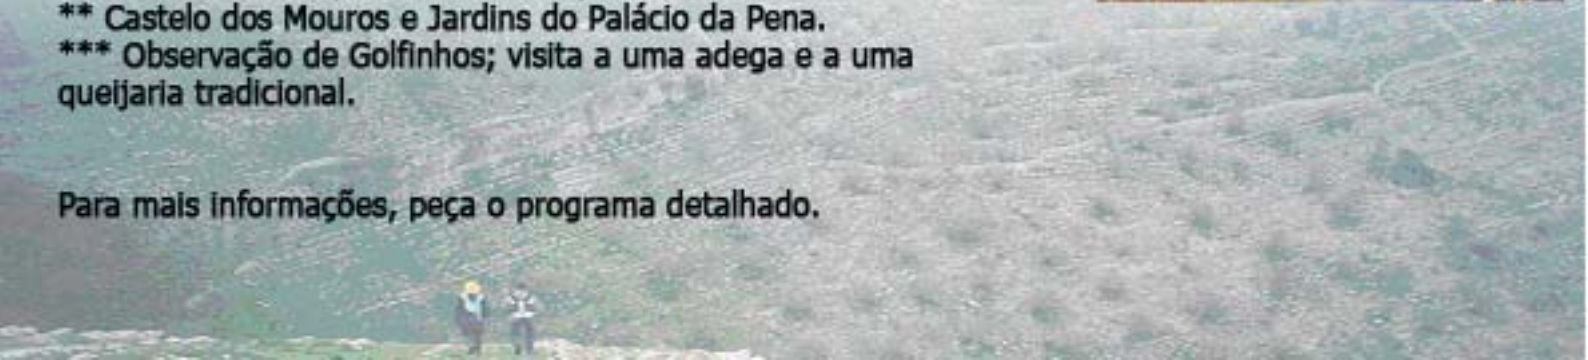 ** Castelo dos Mouros e Jardins do Palácio da Pena.
*** Observação de Golfinhos; visita a uma adega e a uma
queijaria tradicional.
Para mais informações, peça o programa detalhado.